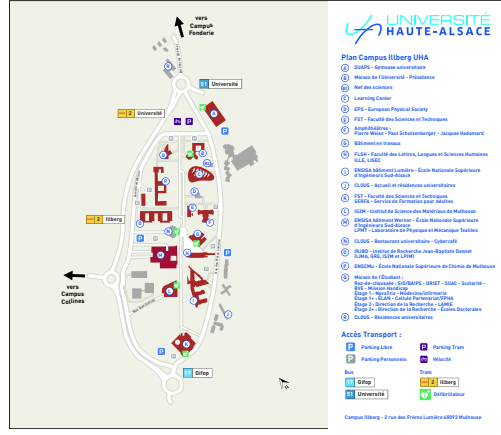 vers
Campus
Fonderie
51 Université
2 Université
2 Illberg
vers
Campus
Collines
17 Gifop
UNIVERSITÉ
HAUTE-ALSACE
Plan Campus Illberg UHA
A SUAPS - Gymnase universitaire
B Maison de l'Université - Présidence
B2 Nef des sciences
C Learning Center
D EPS - European Physical Society
E FST - Faculté des Sciences et Techniques
F Amphithéâtres :
Pierre Weiss - Paul Schutzenberger - Jacques Hadamard
G Bâtiment en travaux
H FLSH - Faculté des Lettres, Langues et Sciences Humaines
ILLE, LISEC
I ENSISA bâtiment Lumière - École Nationale Supérieure
d'Ingénieurs Sud-Alsace
J CLOUS - Accueil et résidences universitaires
K FST - Faculté des Sciences et Techniques
SERFA - Service de Formation pour Adultes
L IS2M - Institut de Science des Matériaux de Mulhouse
M ENSISA bâtiment Werner - École Nationale Supérieure
d'Ingénieurs Sud-Alsace
LPMT - Laboratoire de Physique et Mécanique Textiles
N CLOUS - Restaurant universitaire - Cybercafé
O IRJBD - Institut de Recherche Jean-Baptiste Donnet
(LIMA, GRE, IS2M et LPIM)
P ENSCMu - École Nationale Supérieure de Chimie de Mulhouse
Maison de l'Étudiant :
Rez-de-chaussée : SIO/BAIPS - DRIET - SUAC - Scolarité -
BVE - Mission Handicap
Étage 1 : NovaTris - Médecine/Infirmerie
Étage 1+ : ELAN - Cellule Partenariat/FPHA
Étage 2 : Direction de la Recherche - LAMIE
Étage 2+ : Direction de la Recherche - Écoles Doctorales
R CLOUS - Résidences universitaires
Accès Transport :
P Parking Libre
P Parking Tram
P Parking Personnels
Vélocité
Bus
Tram
17 Gifop
2 Illberg
51 Université
Défibrillateur
Campus Illberg - 2 rue des Frères Lumière 68093 Mulhouse